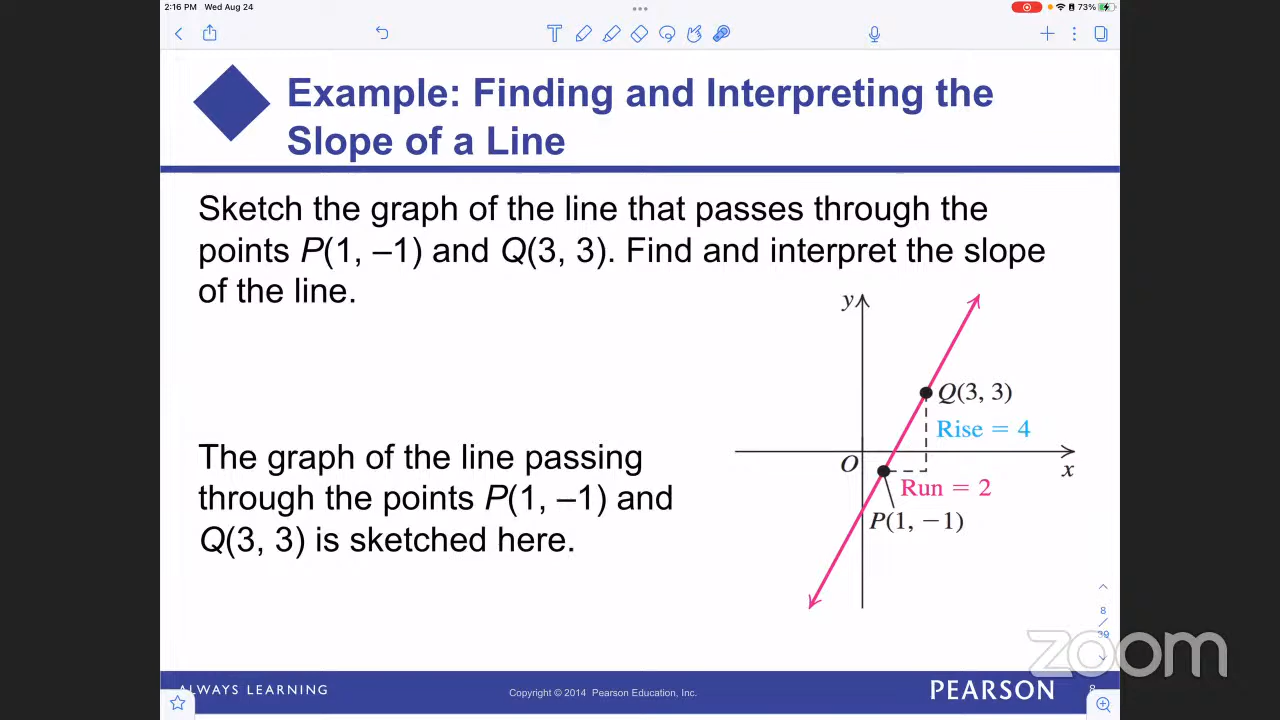 2:16 PM Wed Aug 24
73%
T
Example: Finding and Interpreting the
Slope of a Line
Sketch the graph of the line that passes through the
points P(1, –1) and Q(3, 3). Find and interpret the slope
of the line.
y
Q(3, 3)
Rise = 4
O
x
Run = 2
P(1, −1)
The graph of the line passing
through the points P(1, –1) and
Q(3, 3) is sketched here.
8
/
39
zoom
ALWAYS LEARNING
Copyright © 2014 Pearson Education, Inc.
PEARSON
8